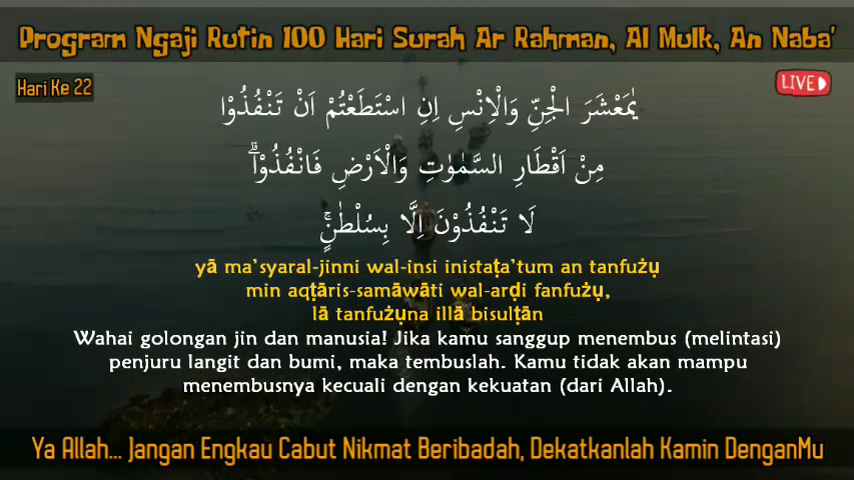 Program Ngaji Rutin 100 Hari Surah Ar Rahman, Al Mulk, An Naba'
Hari Ke 22
LIVE
يٰمَعْشَرَ الْجِنِّ وَالْاِنْسِ اِنِ اسْتَطَعْتُمْ اَنْ تَنْفُذُوْا
مِنْ اَقْطَارِ السَّمٰوٰتِ وَالْاَرْضِ فَانْفُذُوْاۗ
لَا تَنْفُذُوْنَ اِلَّا بِسُلْطٰنٍۚ
yā ma'syaral-jinni wal-insi inistaṭa'tum an tanfużụ
min aqṭāris-samāwāti wal-arḍi fanfużụ,
lā tanfużụna illā bisulṭān
Wahai golongan jin dan manusia! Jika kamu sanggup menembus (melintasi)
penjuru langit dan bumi, maka tembuslah. Kamu tidak akan mampu
menembusnya kecuali dengan kekuatan (dari Allah).
Ya Allah... Jangan Engkau Cabut Nikmat Beribadah, Dekatkanlah Kamin DenganMu